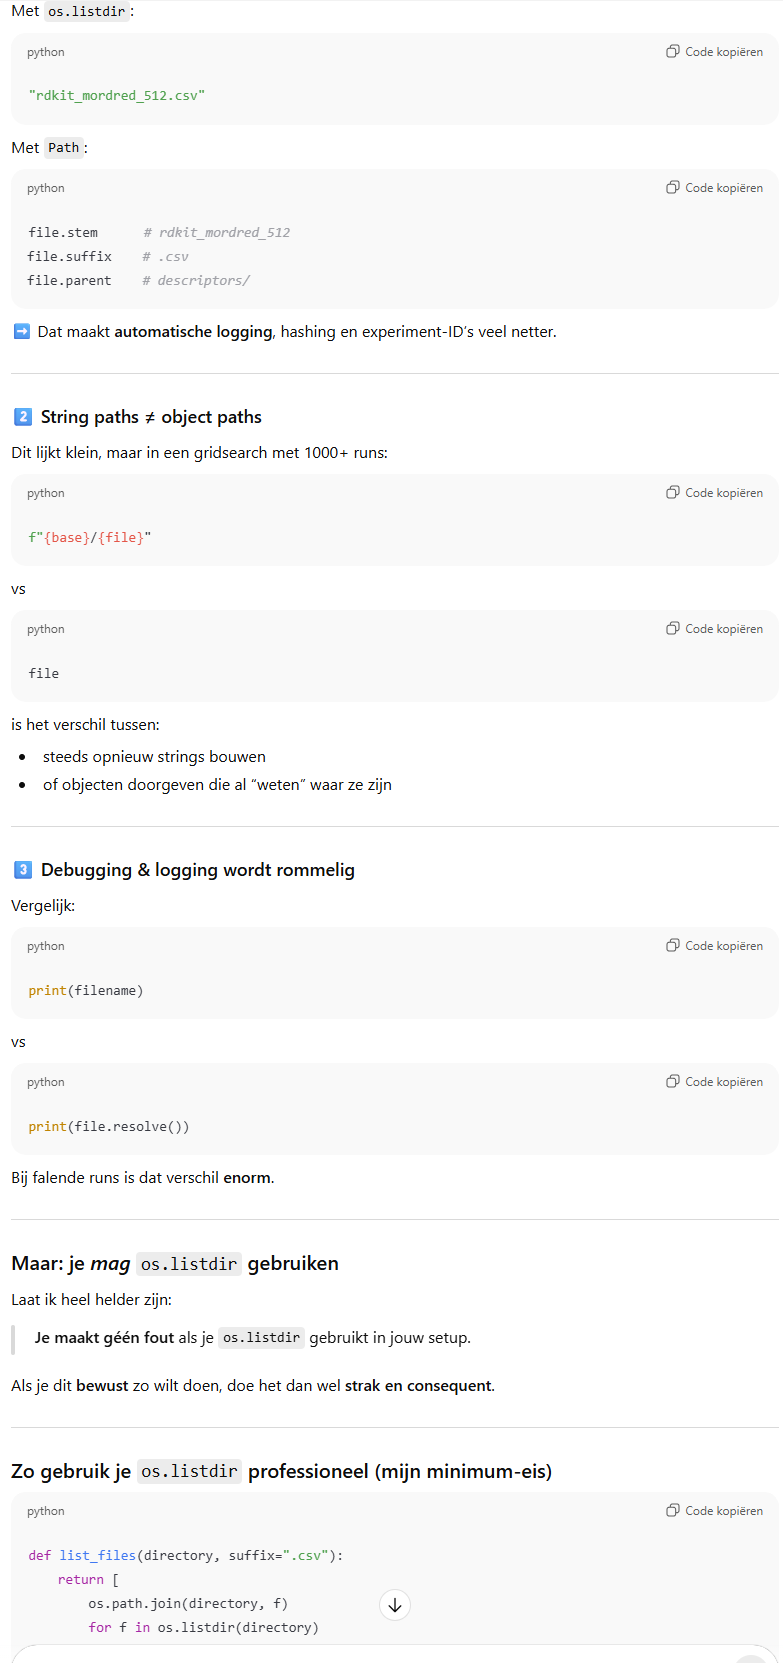 Met os.listdir:
python Code kopiëren
"rdkit_mordred_512.csv"
Met Path:
python Code kopiëren
file.stem # rdkit_mordred_512
file.suffix # .csv
file.parent # descriptors/
➡️ Dat maakt automatische logging, hashing en experiment-ID's veel netter.
2️⃣ String paths ≠ object paths
Dit lijkt klein, maar in een gridsearch met 1000+ runs:
python Code kopiëren
f"{base}/{file}"
vs
python Code kopiëren
file
is het verschil tussen:
• steeds opnieuw strings bouwen
• of objecten doorgeven die al “weten” waar ze zijn
3️⃣ Debugging & logging wordt rommelig
Vergelijk:
python Code kopiëren
print(filename)
vs
python Code kopiëren
print(file.resolve())
Bij falende runs is dat verschil enorm.
Maar: je mag os.listdir gebruiken
Laat ik heel helder zijn:
Je maakt géén fout als je os.listdir gebruikt in jouw setup.
Als je dit bewust zo wilt doen, doe het dan wel strak en consequent.
Zo gebruik je os.listdir professioneel (mijn minimum-eis)
python Code kopiëren
def list_files(directory, suffix=".csv"):
return [
os.path.join(directory, f)
for f in os.listdir(directory)